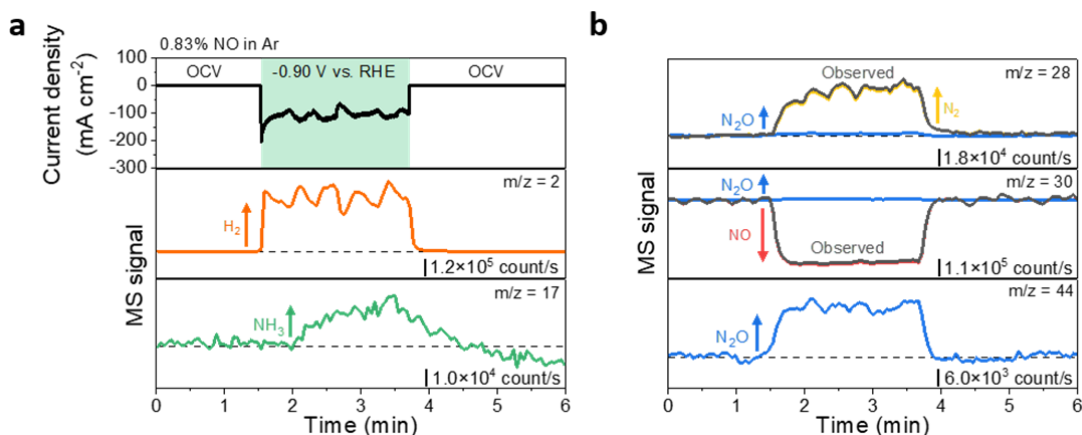 a
0.83% NO in Ar
Current density
(mA cm⁻²)
100
0
-100
-200
-300
OCV
-0.90 V vs. RHE
OCV
MS signal
m/z = 2
H₂
1.2×10⁵ count/s
m/z = 17
NH₃
1.0×10⁴ count/s
0 1 2 3 4 5 6
Time (min)
b
MS signal
Observed
m/z = 28
N₂O
N₂
1.8×10⁴ count/s
N₂O
m/z = 30
NO
Observed
1.1×10⁵ count/s
m/z = 44
N₂O
6.0×10³ count/s
0 1 2 3 4 5 6
Time (min)